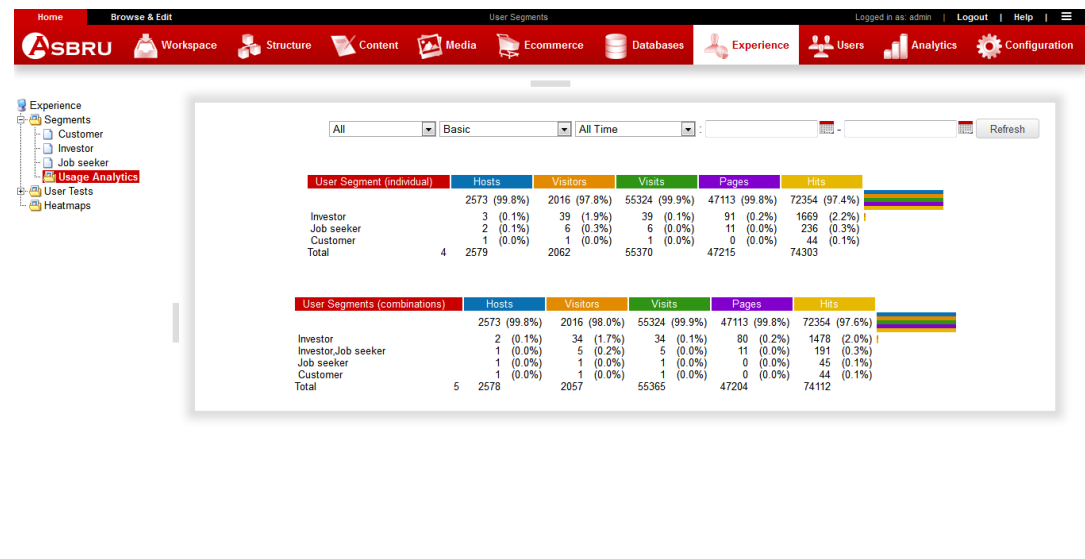 Home Browse & Edit User Segments Logged in as: admin | Logout | Help |
ASBRU Workspace Structure Content Media Ecommerce Databases Experience Users Analytics Configuration
Experience
Segments
Customer
Investor
Job seeker
Usage Analytics
User Tests
Heatmaps
All Basic All Time : - Refresh
User Segment (individual) Hosts Visitors Visits Pages Hits
2573 (99.8%) 2016 (97.8%) 55324 (99.9%) 47113 (99.8%) 72354 (97.4%)
Investor 3 (0.1%) 39 (1.9%) 39 (0.1%) 91 (0.2%) 1669 (2.2%)
Job seeker 2 (0.1%) 6 (0.3%) 6 (0.0%) 11 (0.0%) 236 (0.3%)
Customer 1 (0.0%) 1 (0.0%) 1 (0.0%) 0 (0.0%) 44 (0.1%)
Total 4 2579 2062 55370 47215 74303
User Segments (combinations) Hosts Visitors Visits Pages Hits
2573 (99.8%) 2016 (98.0%) 55324 (99.9%) 47113 (99.8%) 72354 (97.6%)
Investor 2 (0.1%) 34 (1.7%) 34 (0.1%) 80 (0.2%) 1478 (2.0%)
Investor,Job seeker 1 (0.0%) 5 (0.2%) 5 (0.0%) 11 (0.0%) 191 (0.3%)
Job seeker 1 (0.0%) 1 (0.0%) 1 (0.0%) 0 (0.0%) 45 (0.1%)
Customer 1 (0.0%) 1 (0.0%) 1 (0.0%) 0 (0.0%) 44 (0.1%)
Total 5 2578 2057 55365 47204 74112